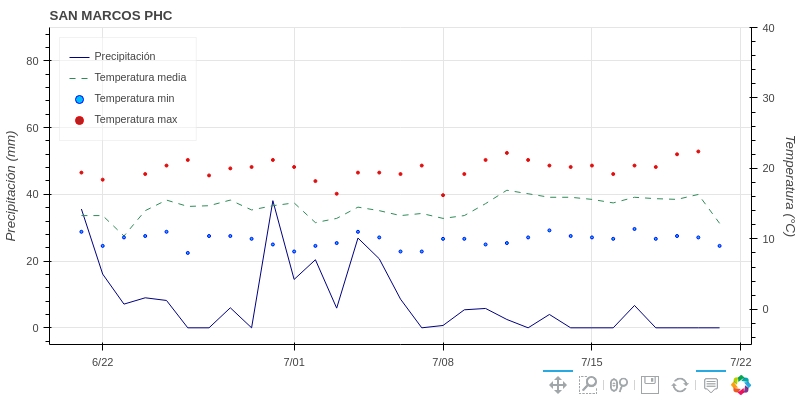 SAN MARCOS PHC
Precipitación
Temperatura media
Temperatura min
Temperatura max
Precipitación (mm)
80
60
40
20
0
Temperatura (°C)
40
30
20
10
0
6/22
7/01
7/08
7/15
7/22